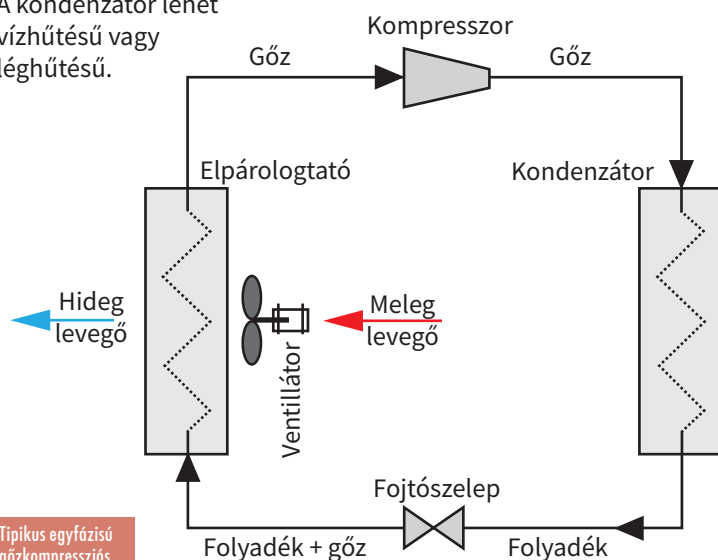 A kondenzátor lehet
vízhűtésű vagy
léghűtésű.
Kompresszor
Gőz
Gőz
Elpárologtató
Kondenzátor
Hideg
levegő
Meleg
levegő
Ventillátor
Fojtószelep
Folyadék + gőz
Folyadék
Tipikus egyfázisú
gőzkompressziós